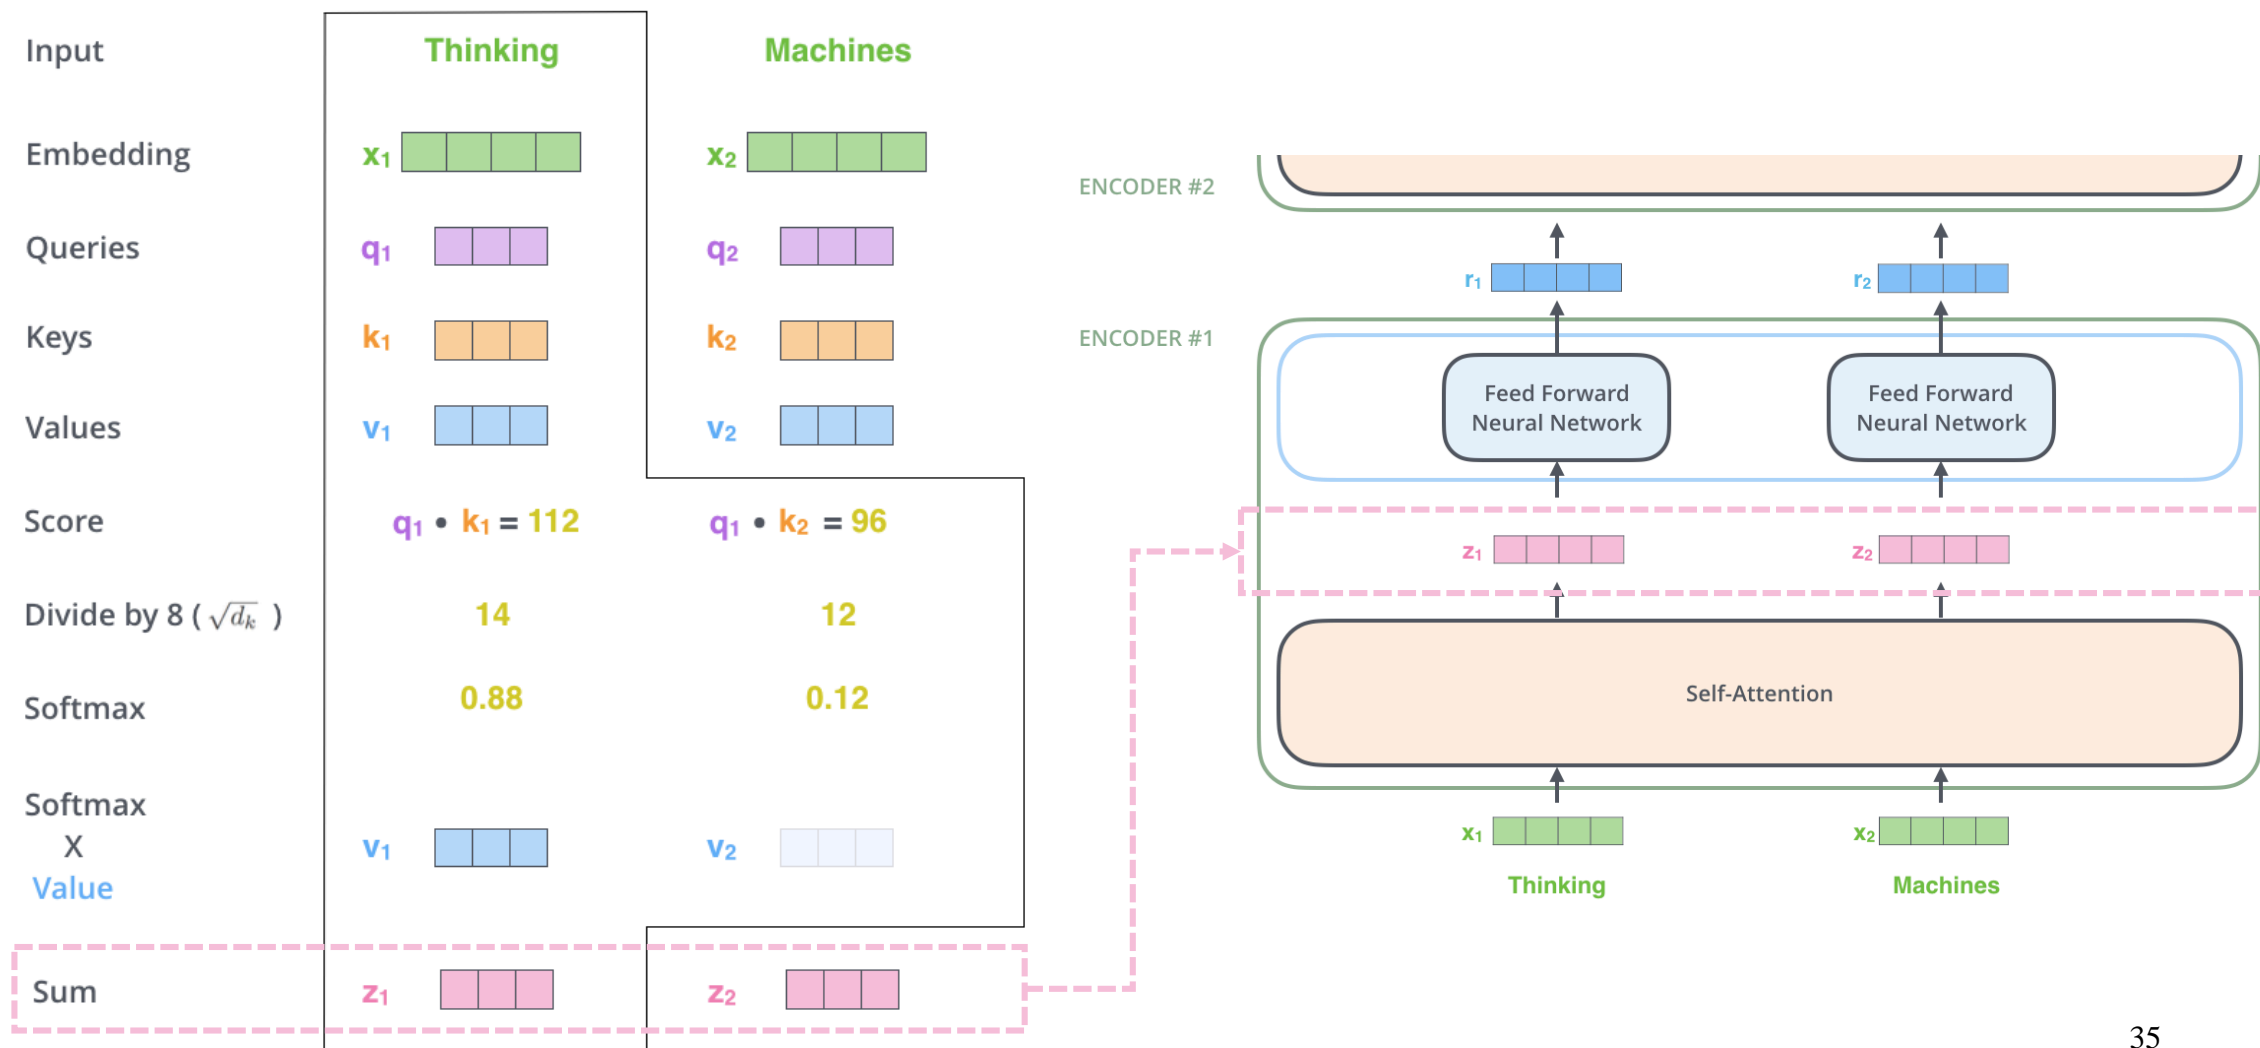 Input Thinking Machines
Embedding x₁ x₂
Queries q₁ q₂
Keys k₁ k₂
Values v₁ v₂
Score q₁ • k₁ = 112 q₁ • k₂ = 96
Divide by 8 ( √dₖ ) 14 12
Softmax 0.88 0.12
Softmax
X
Value
v₁ v₂
Sum z₁ z₂
ENCODER #2
r₁ r₂
ENCODER #1
Feed Forward
Neural Network
Feed Forward
Neural Network
z₁ z₂
Self-Attention
x₁ x₂
Thinking Machines
35